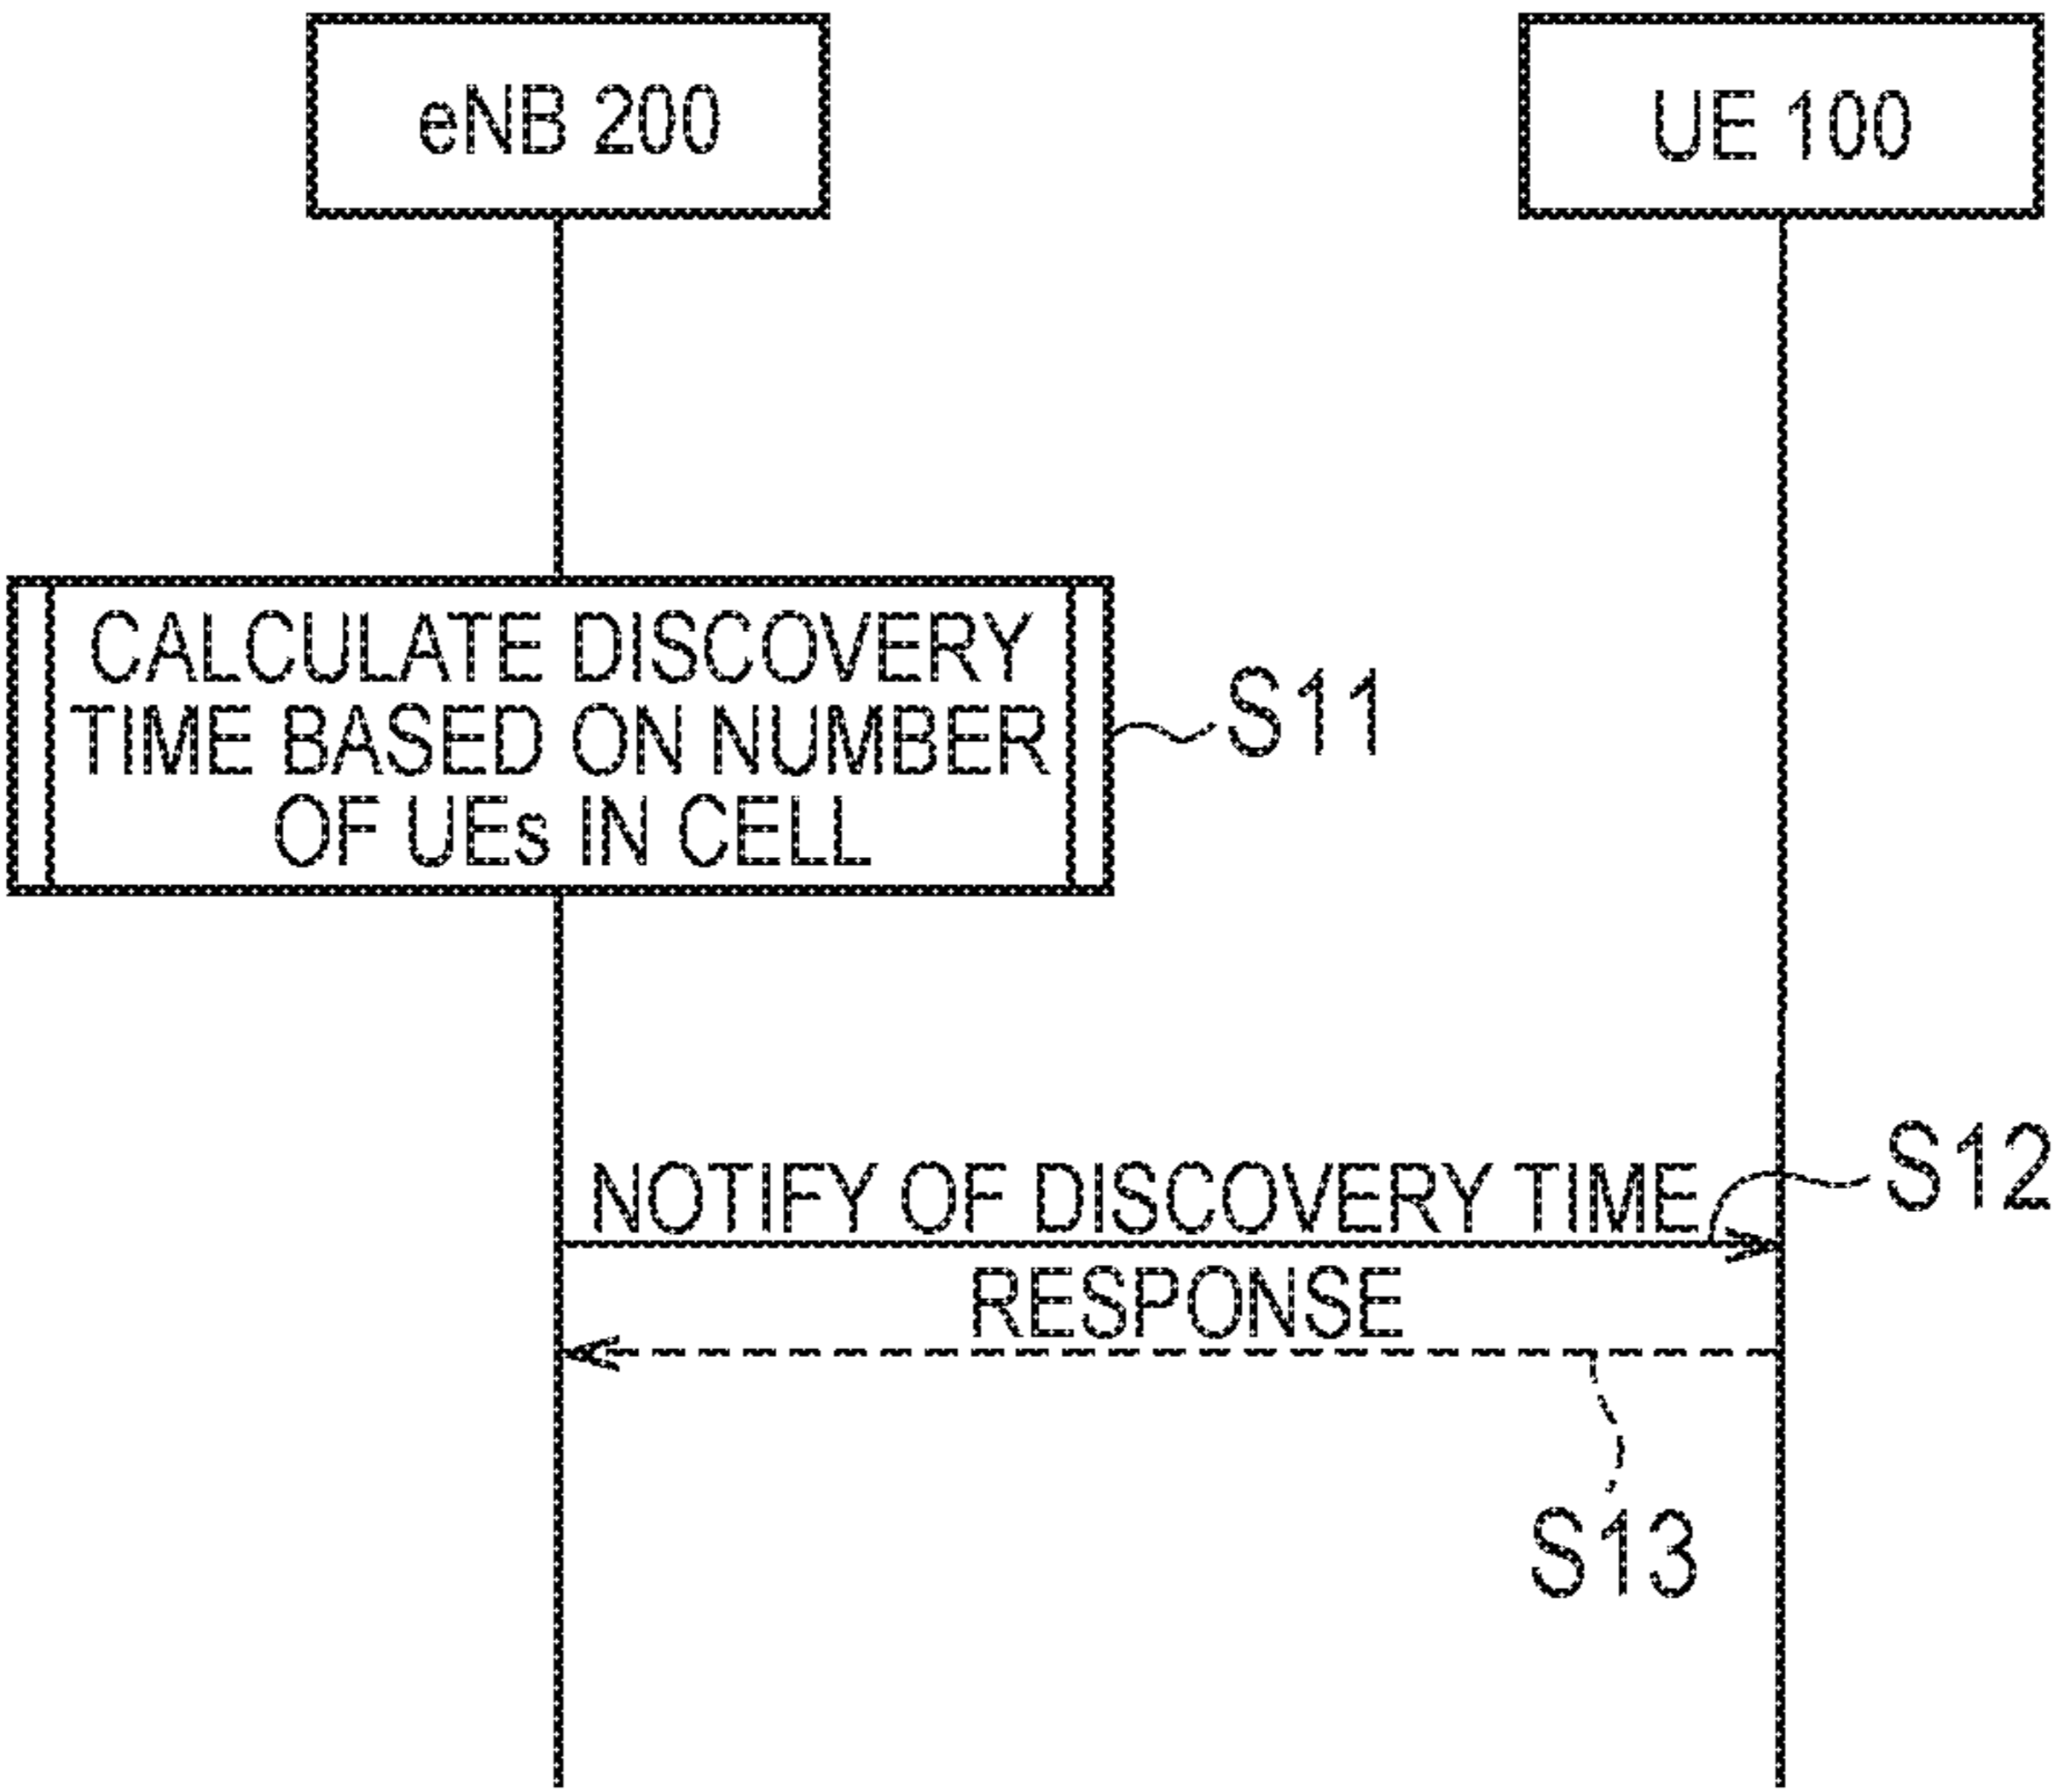 eNB 200
UE 100
CALCULATE DISCOVERY
TIME BASED ON NUMBER
OF UEs IN CELL
S11
NOTIFY OF DISCOVERY TIME
S12
RESPONSE
S13